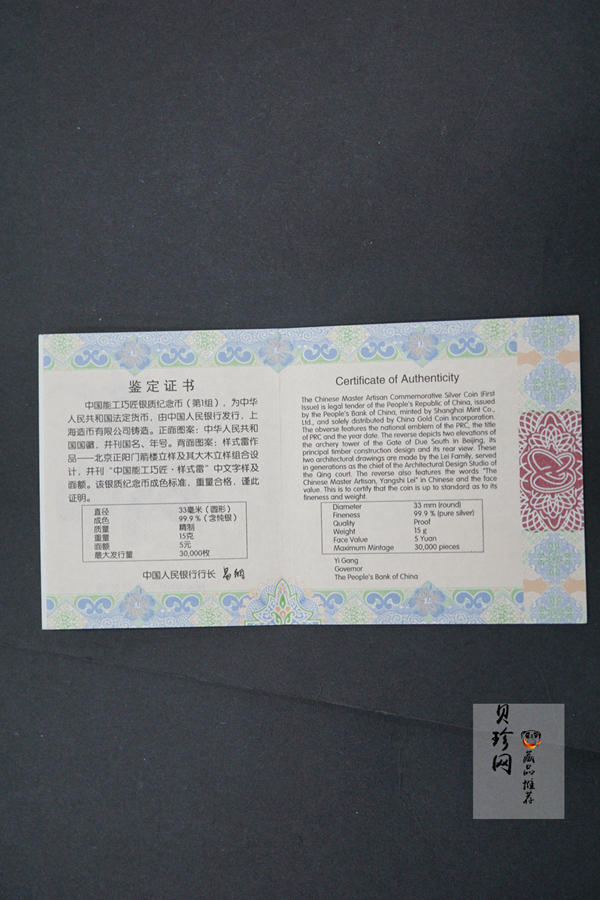 鉴定证书
中国能工巧匠银质纪念币（第1组），为中华
人民共和国法定货币，由中国人民银行发行，上
海造币有限公司铸造。正面图案：中华人民共和
国国徽，并刊国名、年号。背面图案：样式雷作
品——北京正阳门箭楼立样及其大木立样组合设
计，并刊“中国能工巧匠·样式雷”中文字样及
面额。该银质纪念币成色标准，重量合格，谨此
证明。
直径 33毫米（圆形）
成色 99.9％（含纯银）
质量 精制
重量 15克
面额 5元
最大发行量 30,000枚
中国人民银行行长 易纲
Certificate of Authenticity
The Chinese Master Artisan Commemorative Silver Coin (First
Issue) is legal tender of the People's Republic of China, issued
by the People's Bank of China, minted by Shanghai Mint Co.,
Ltd., and solely distributed by China Gold Coin Incorporation.
The obverse features the national emblem of the PRC, the title
of PRC and the year date. The reverse depicts two elevations of
the archery tower of the Gate of Due South in Beijing, its
principal timber construction design and its rear view. These
two architectural drawings are made by the Lei Family, served
in generations as the chief of the Architectural Design Studio of
the Qing court. The reverse also features the words "The
Chinese Master Artisan, Yangshi Lei" in Chinese and the face
value. This is to certify that the coin is up to standard as to its
fineness and weight.
Diameter 33 mm (round)
Fineness 99.9 % (pure silver)
Quality Proof
Weight 15 g
Face Value 5 Yuan
Maximum Mintage 30,000 pieces
Yi Gang
Governor
The People's Bank of China
贝珍网
藏品推荐